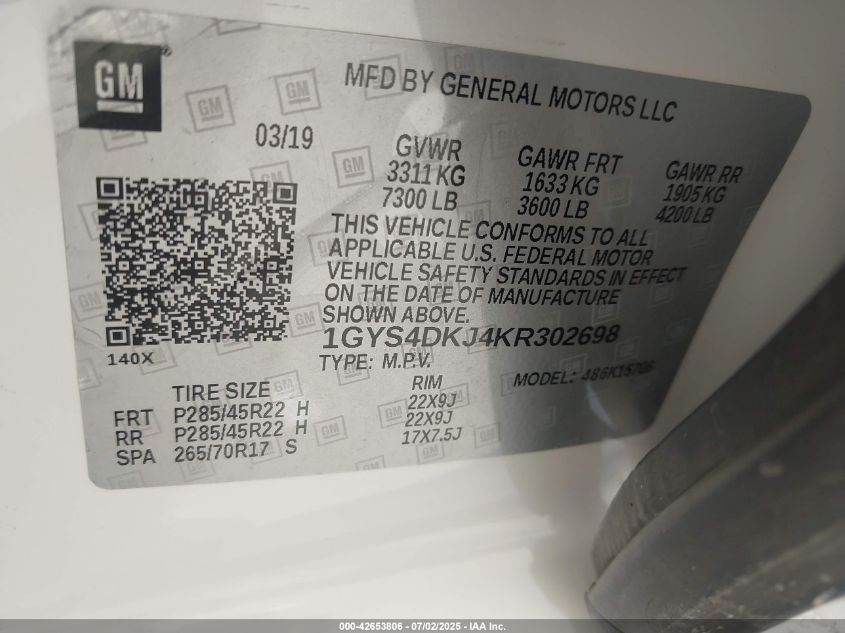 GM
MFD BY GENERAL MOTORS LLC
03/19
GVWR GAWR FRT GAWR RR
3311 KG 1633 KG 1905 KG
7300 LB 3600 LB 4200 LB
THIS VEHICLE CONFORMS TO ALL
APPLICABLE U.S. FEDERAL MOTOR
VEHICLE SAFETY STANDARDS IN EFFECT
ON THE DATE OF MANUFACTURE
SHOWN ABOVE.
1GYS4DKJ4KR302698
140X
TYPE: M.P.V. MODEL: 486K15706
TIRE SIZE RIM
FRT P285/45R22 H 22X9J
RR P285/45R22 H 22X9J
SPA 265/70R17 S 17X7.5J
000-42653806 - 07/02/2025 - IAA Inc.